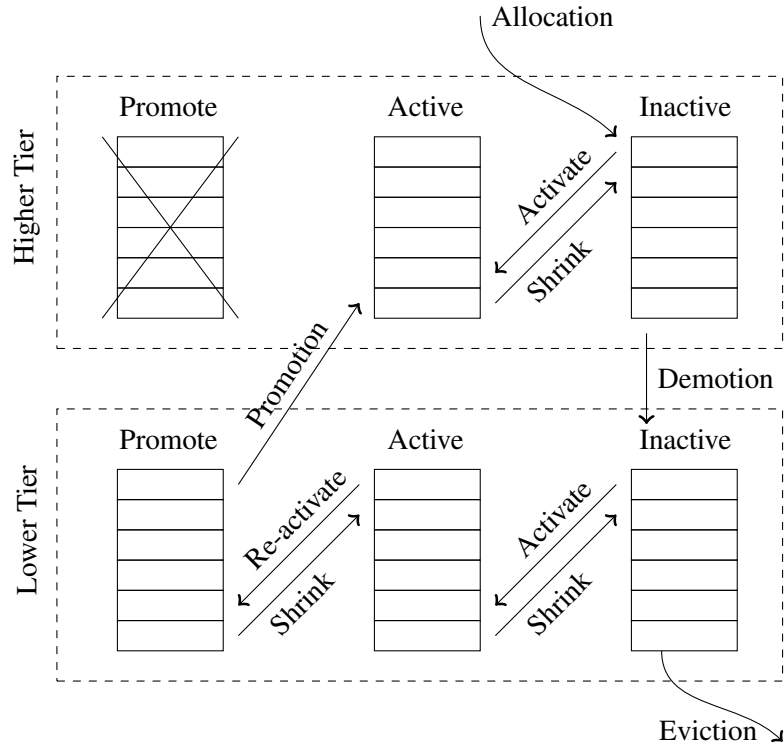 Allocation
Higher Tier
Promote
Active
Inactive
Activate
Shrink
Promotion
Demotion
Lower Tier
Promote
Active
Inactive
Re-activate
Shrink
Activate
Shrink
Eviction